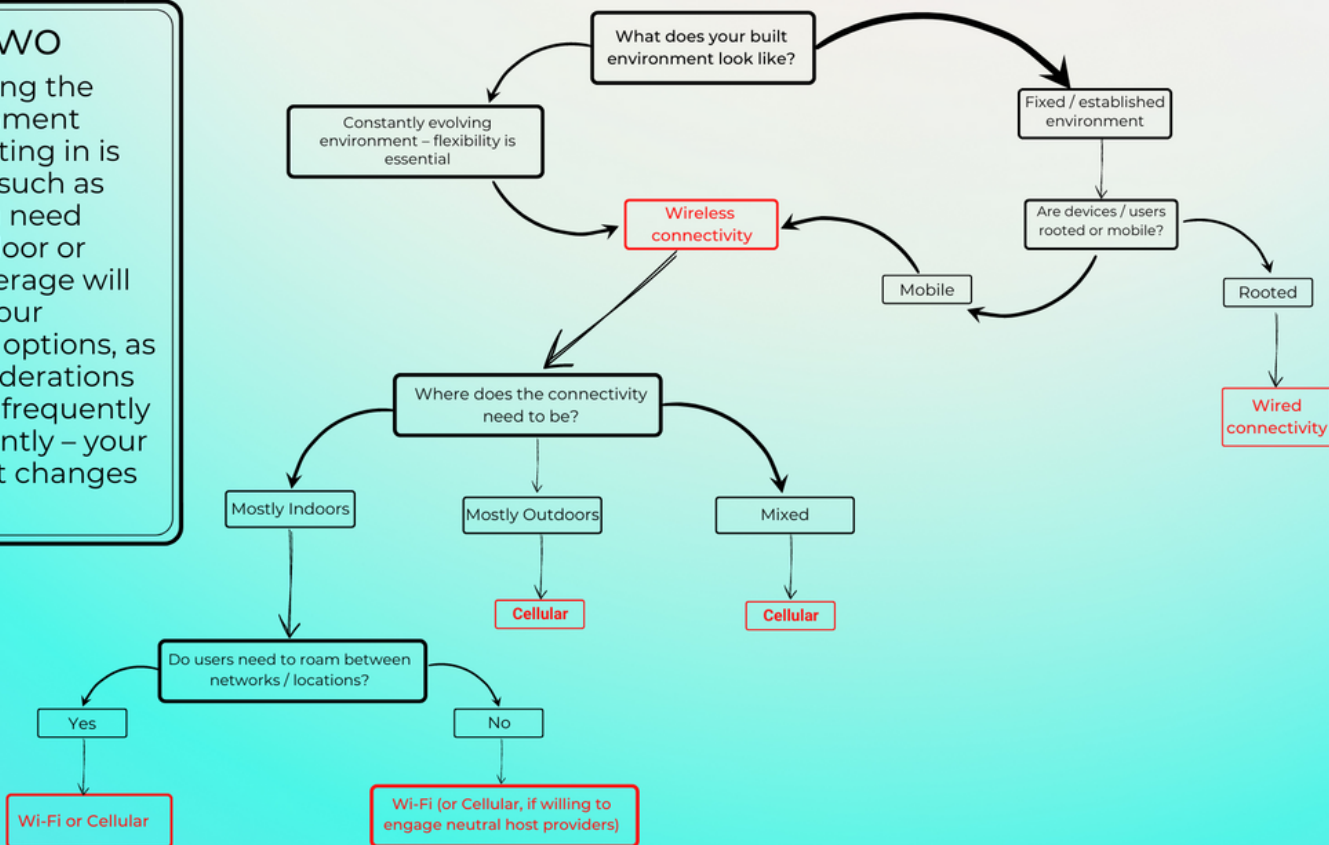 wo
ng the
ment
ting in is
such as
need
oor or
erage will
our
options, as
derations
frequently
ntly – your
t changes
What does your built
environment look like?
Constantly evolving
environment – flexibility is
essential
Fixed / established
environment
Wireless
connectivity
Are devices / users
rooted or mobile?
Mobile
Rooted
Wired
connectivity
Where does the connectivity
need to be?
Mostly Indoors
Mostly Outdoors
Mixed
Cellular
Cellular
Do users need to roam between
networks / locations?
Yes
No
Wi-Fi or Cellular
Wi-Fi (or Cellular, if willing to
engage neutral host providers)